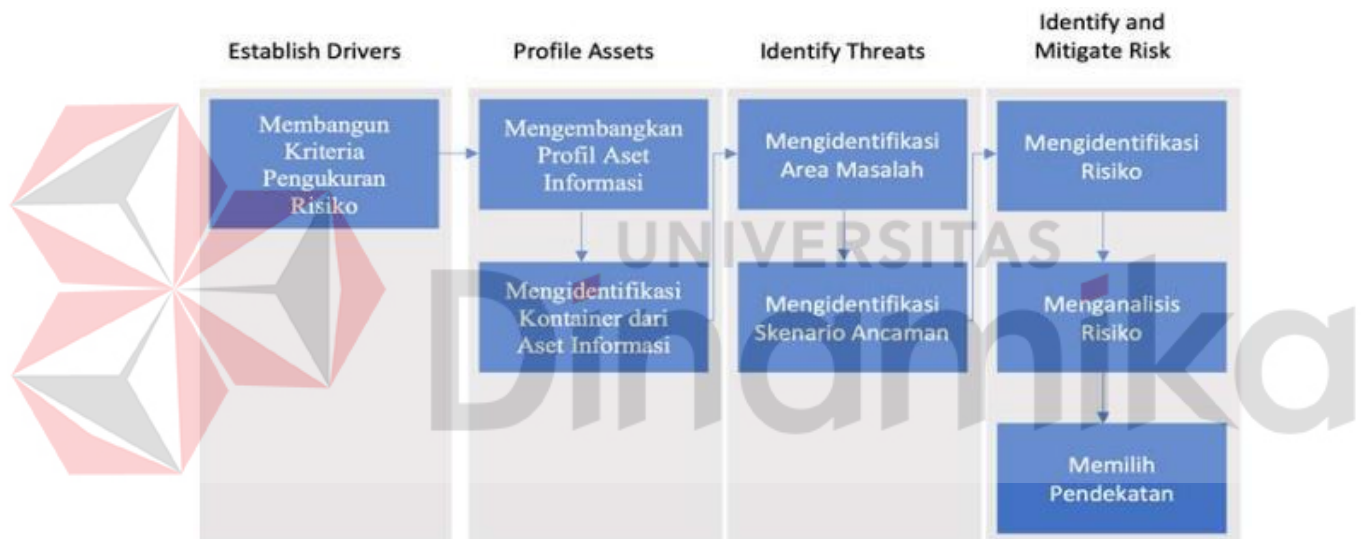 Establish Drivers
Profile Assets
Identify Threats
Identify and
Mitigate Risk
Membangun
Kriteria
Pengukuran
Risiko
Mengembangkan
Profil Aset
Informasi
Mengidentifikasi
Kontainer dari
Aset Informasi
Mengidentifikasi
Area Masalah
Mengidentifikasi
Skenario Ancaman
Mengidentifikasi
Risiko
Menganalisis
Risiko
Memilih
Pendekatan
UNIVERSITAS
Dinamika